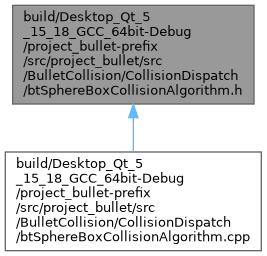 build/Desktop_Qt_5
_15_18_GCC_64bit-Debug
/project_bullet-prefix
/src/project_bullet/src
/BulletCollision/CollisionDispatch
/btSphereBoxCollisionAlgorithm.h
build/Desktop_Qt_5
_15_18_GCC_64bit-Debug
/project_bullet-prefix
/src/project_bullet/src
/BulletCollision/CollisionDispatch
/btSphereBoxCollisionAlgorithm.cpp